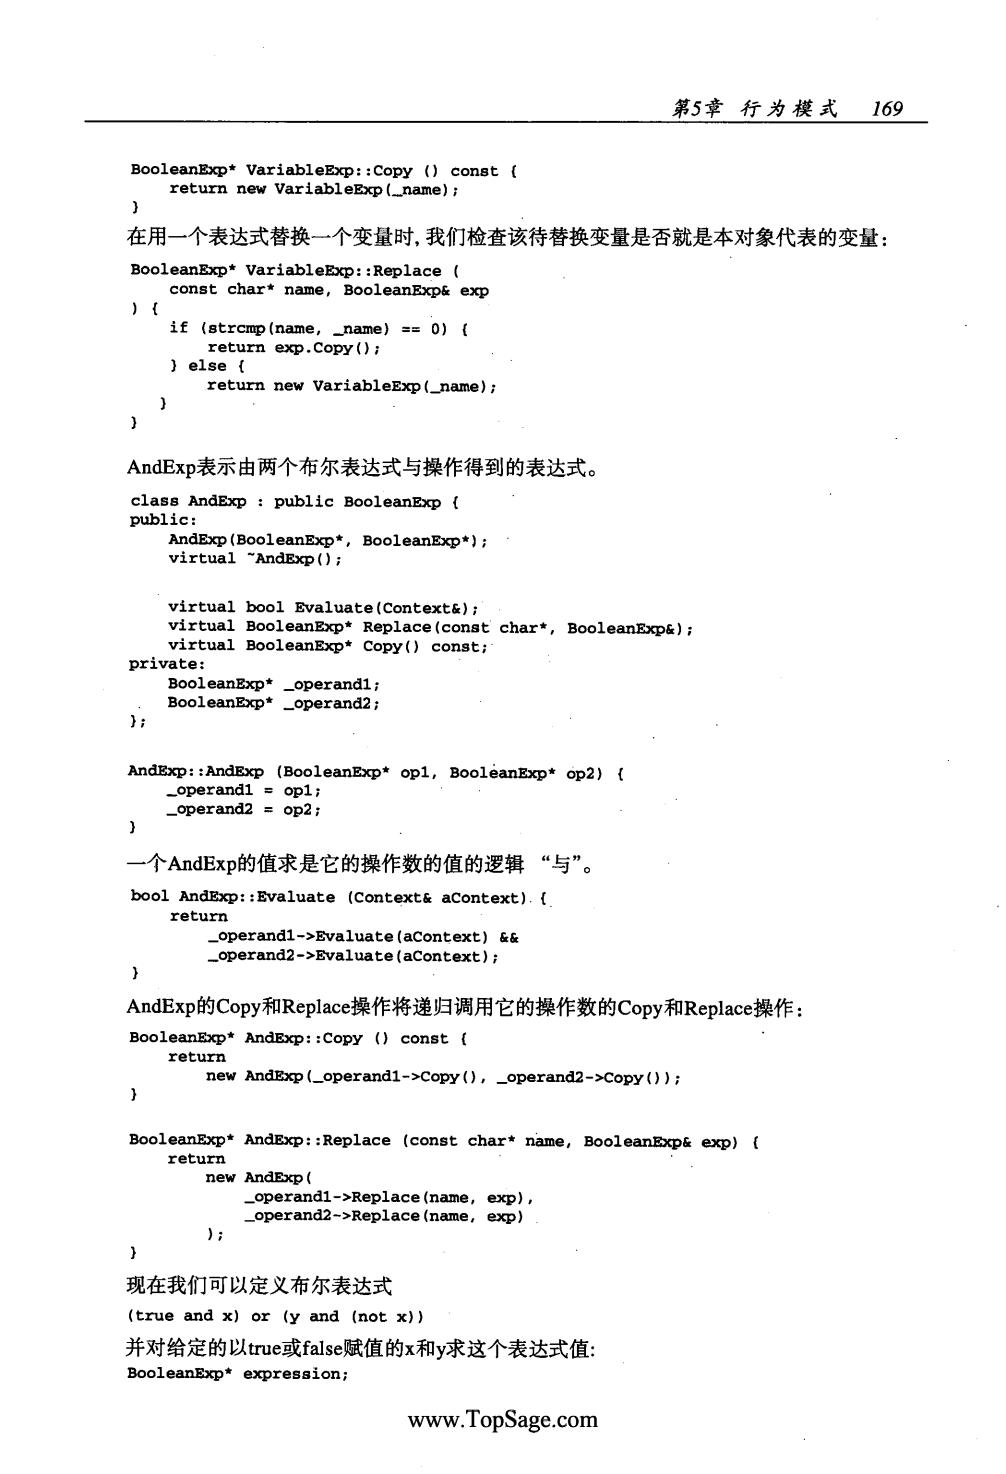 第5章 行为模式 169
BooleanExp* VariableExp::Copy () const {
    return new VariableExp(_name);
}
在用一个表达式替换一个变量时, 我们检查该待替换变量是否就是本对象代表的变量：
BooleanExp* VariableExp::Replace (
    const char* name, BooleanExp& exp
) {
    if (strcmp(name, _name) == 0) {
        return exp.Copy();
    } else {
        return new VariableExp(_name);
    }
}
AndExp表示由两个布尔表达式与操作得到的表达式。
class AndExp : public BooleanExp {
public:
    AndExp(BooleanExp*, BooleanExp*);
    virtual ~AndExp();
    virtual bool Evaluate(Context&);
    virtual BooleanExp* Replace(const char*, BooleanExp&);
    virtual BooleanExp* Copy() const;
private:
    BooleanExp* _operand1;
    BooleanExp* _operand2;
};
AndExp::AndExp (BooleanExp* op1, BooleanExp* op2) {
    _operand1 = op1;
    _operand2 = op2;
}
一个AndExp的值求是它的操作数的值的逻辑 “与”。
bool AndExp::Evaluate (Context& aContext) {
    return
        _operand1->Evaluate(aContext) &&
        _operand2->Evaluate(aContext);
}
AndExp的Copy和Replace操作将递归调用它的操作数的Copy和Replace操作：
BooleanExp* AndExp::Copy () const {
    return
        new AndExp(_operand1->Copy(), _operand2->Copy());
}
BooleanExp* AndExp::Replace (const char* name, BooleanExp& exp) {
    return
        new AndExp(
            _operand1->Replace(name, exp),
            _operand2->Replace(name, exp)
        );
}
现在我们可以定义布尔表达式
(true and x) or (y and (not x))
并对给定的以true或false赋值的x和y求这个表达式值:
BooleanExp* expression;
www.TopSage.com